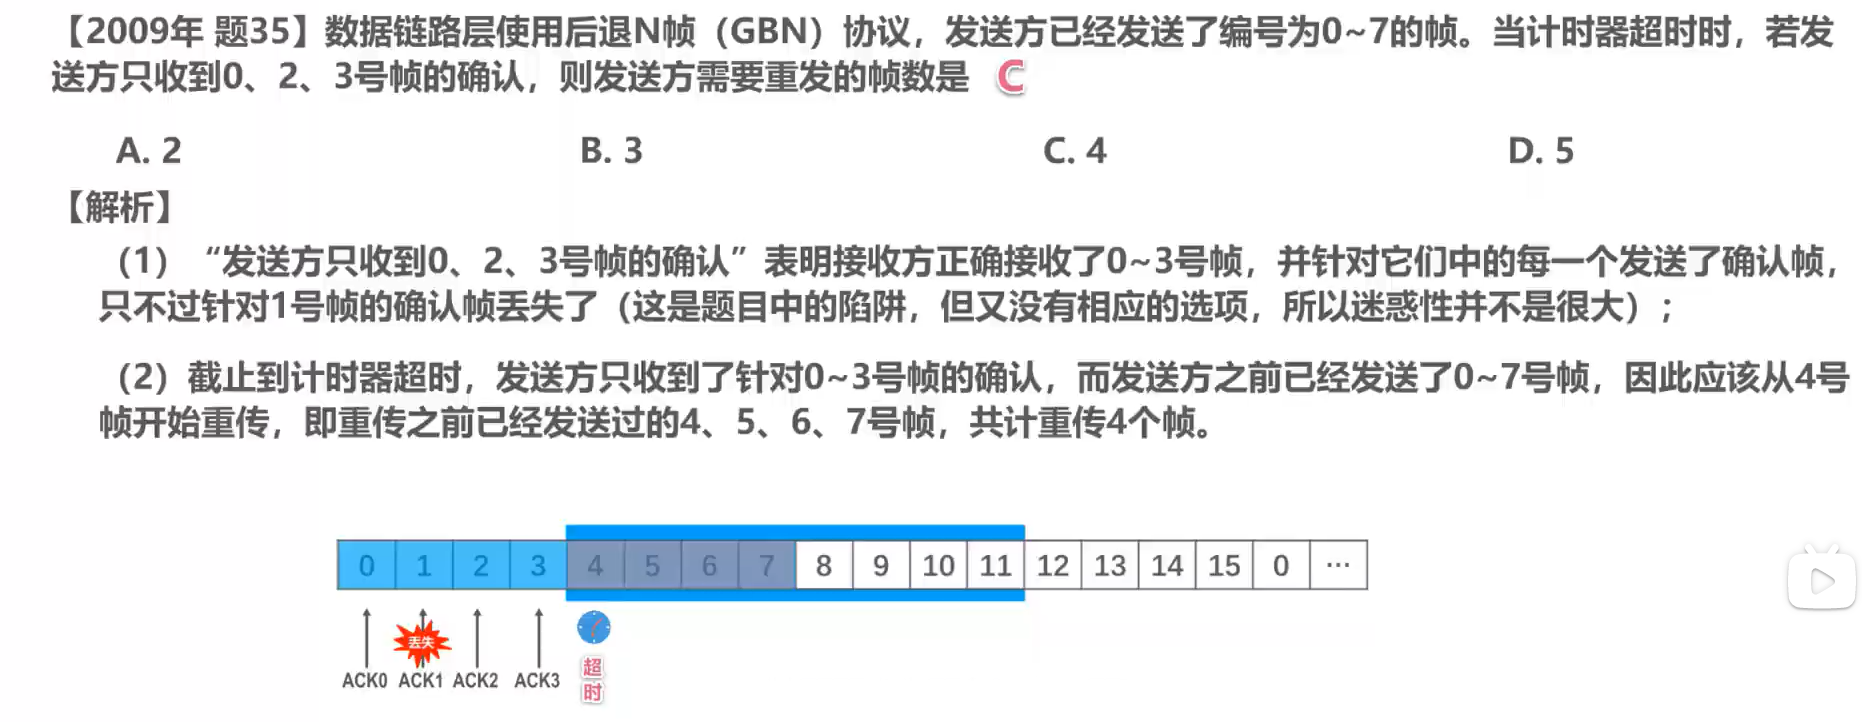 【2009年 题35】数据链路层使用后退N帧（GBN）协议，发送方已经发送了编号为0~7的帧。当计时器超时时，若发
送方只收到0、2、3号帧的确认，则发送方需要重发的帧数是 C
A. 2 B. 3 C. 4 D. 5
【解析】
（1）“发送方只收到0、2、3号帧的确认”表明接收方正确接收了0~3号帧，并针对它们中的每一个发送了确认帧，
只不过针对1号帧的确认帧丢失了（这是题目中的陷阱，但又没有相应的选项，所以迷惑性并不是很大）；
（2）截止到计时器超时，发送方只收到了针对0~3号帧的确认，而发送方之前已经发送了0~7号帧，因此应该从4号
帧开始重传，即重传之前已经发送过的4、5、6、7号帧，共计重传4个帧。
0 1 2 3 4 5 6 7 8 9 10 11 12 13 14 15 0 …
丢失
ACK0 ACK1 ACK2 ACK3
超
时